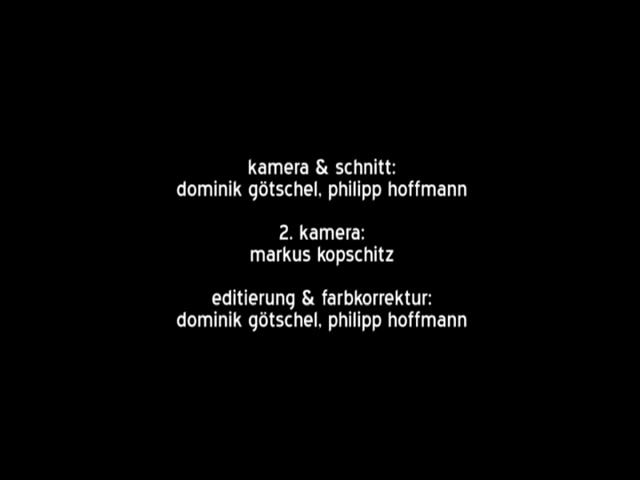 kamera & schnitt:
dominik götschel, philipp hoffmann
2. kamera:
markus kopschitz
editierung & farbkorrektur:
dominik götschel, philipp hoffmann